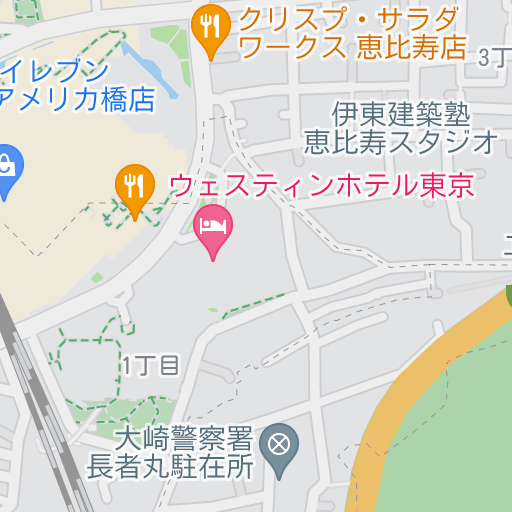 クリスプ・サラダ
ワークス 恵比寿店
3丁
イレブン
アメリカ橋店
伊東建築塾
恵比寿スタジオ
ウェスティンホテル東京
1丁目
大崎警察署
長者丸駐在所